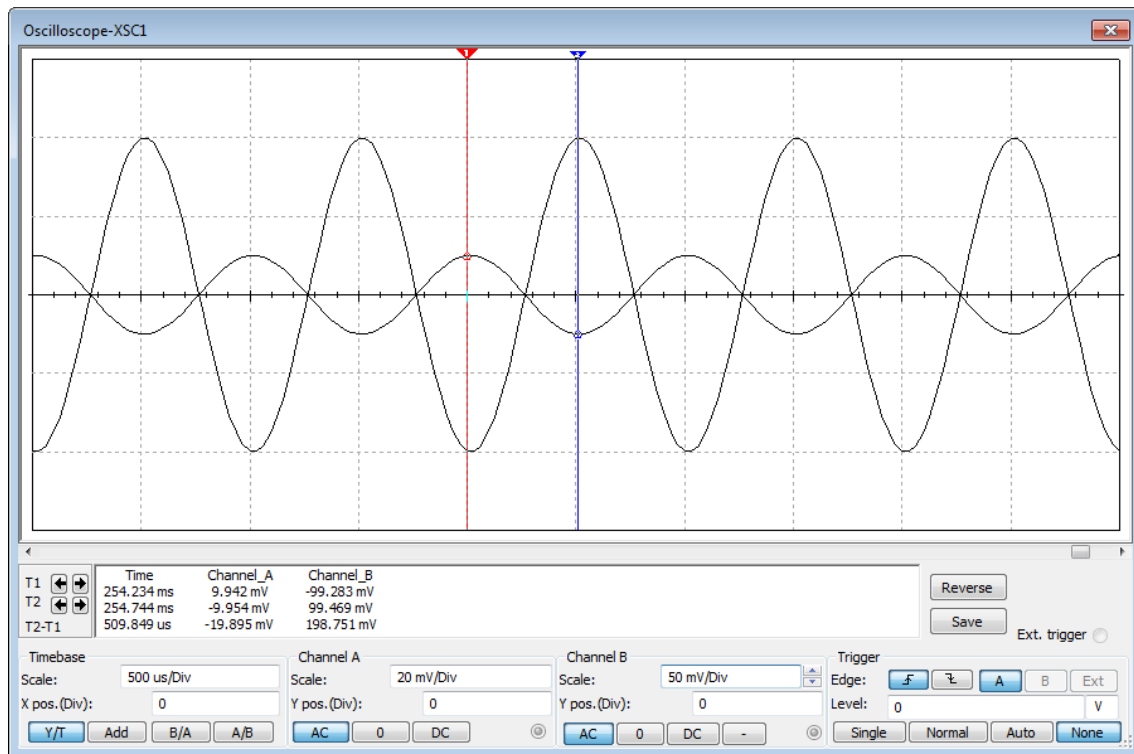 Oscilloscope-XSC1
1
2
Time Channel_A Channel_B
T1 254.234 ms 9.942 mV -99.283 mV
T2 254.744 ms -9.954 mV 99.469 mV
T2-T1 509.849 us -19.895 mV 198.751 mV
Reverse
Save
Ext. trigger
Timebase
Scale: 500 us/Div
X pos.(Div): 0
Y/T Add B/A A/B
Channel A
Scale: 20 mV/Div
Y pos.(Div): 0
AC 0 DC
Channel B
Scale: 50 mV/Div
Y pos.(Div): 0
AC 0 DC -
Trigger
Edge: A B Ext
Level: 0 V
Single Normal Auto None